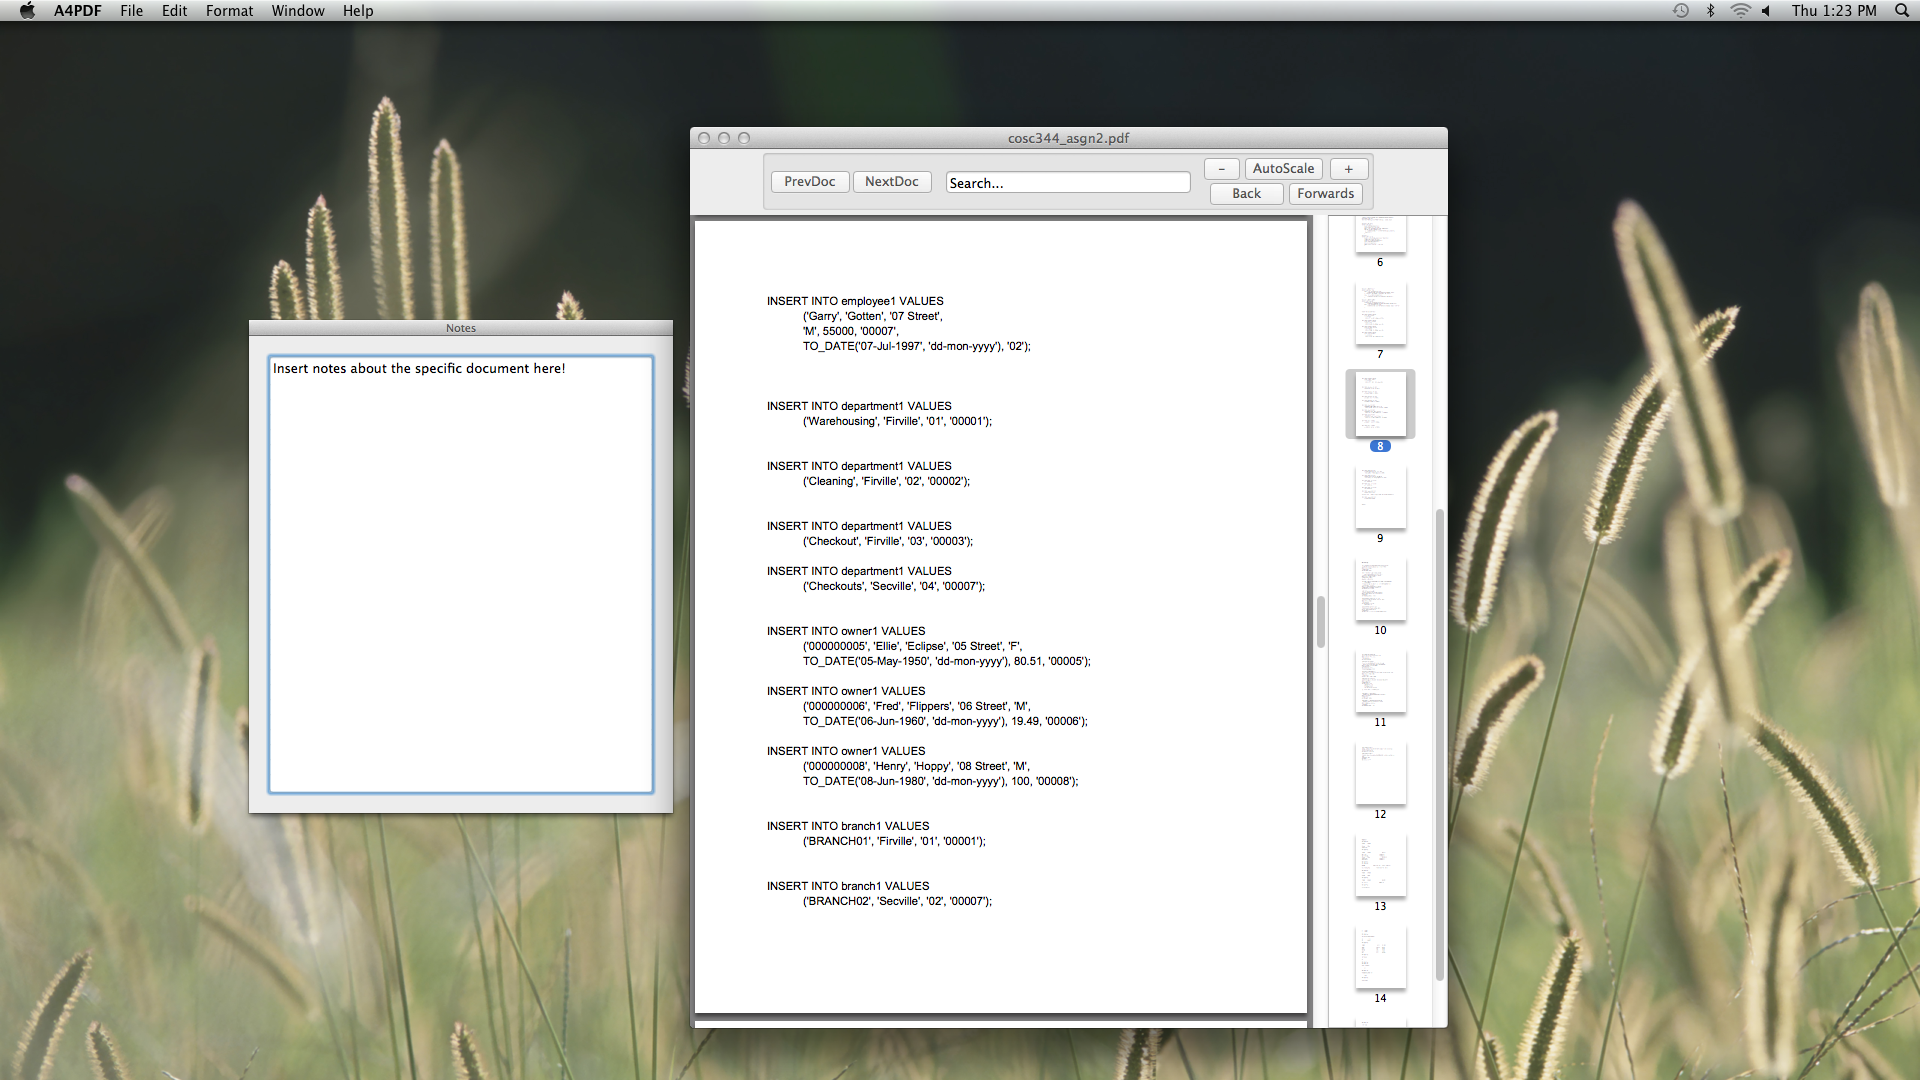 A4PDF File Edit Format Window Help Thu 1:23 PM
Notes
Insert notes about the specific document here!
cosc344_asgn2.pdf
PrevDoc NextDoc Search... - AutoScale +
Back Forwards
INSERT INTO employee1 VALUES
('Garry', 'Gotten', '07 Street',
'M', 55000, '00007',
TO_DATE('07-Jul-1997', 'dd-mon-yyyy'), '02');
INSERT INTO department1 VALUES
('Warehousing', 'Firville', '01', '00001');
INSERT INTO department1 VALUES
('Cleaning', 'Firville', '02', '00002');
INSERT INTO department1 VALUES
('Checkout', 'Firville', '03', '00003');
INSERT INTO department1 VALUES
('Checkouts', 'Secville', '04', '00007');
INSERT INTO owner1 VALUES
('000000005', 'Ellie', 'Eclipse', '05 Street', 'F',
TO_DATE('05-May-1950', 'dd-mon-yyyy'), 80.51, '00005');
INSERT INTO owner1 VALUES
('000000006', 'Fred', 'Flippers', '06 Street', 'M',
TO_DATE('06-Jun-1960', 'dd-mon-yyyy'), 19.49, '00006');
INSERT INTO owner1 VALUES
('000000008', 'Henry', 'Hoppy', '08 Street', 'M',
TO_DATE('08-Jun-1980', 'dd-mon-yyyy'), 100, '00008');
INSERT INTO branch1 VALUES
('BRANCH01', 'Firville', '01', '00001');
INSERT INTO branch1 VALUES
('BRANCH02', 'Secville', '02', '00007');
6
7
8
9
10
11
12
13
14